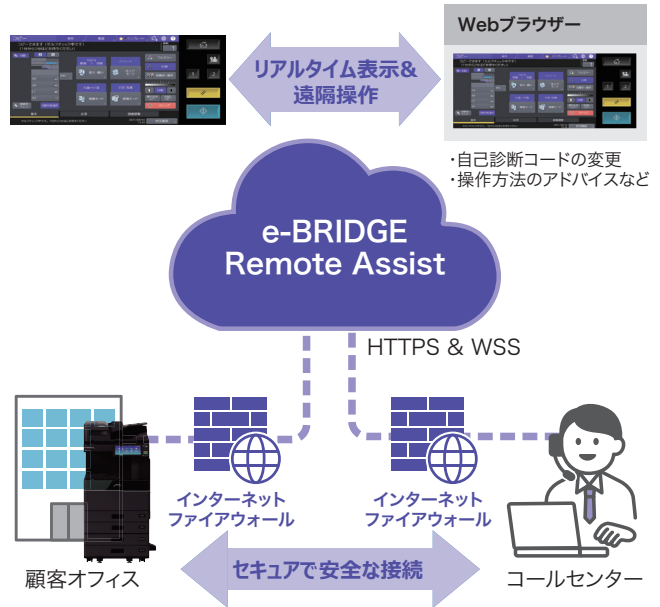 Webブラウザー
リアルタイム表示&
遠隔操作
・自己診断コードの変更
・操作方法のアドバイスなど
e-BRIDGE
Remote Assist
HTTPS & WSS
インターネット
ファイアウォール
インターネット
ファイアウォール
顧客オフィス
セキュアで安全な接続
コールセンター